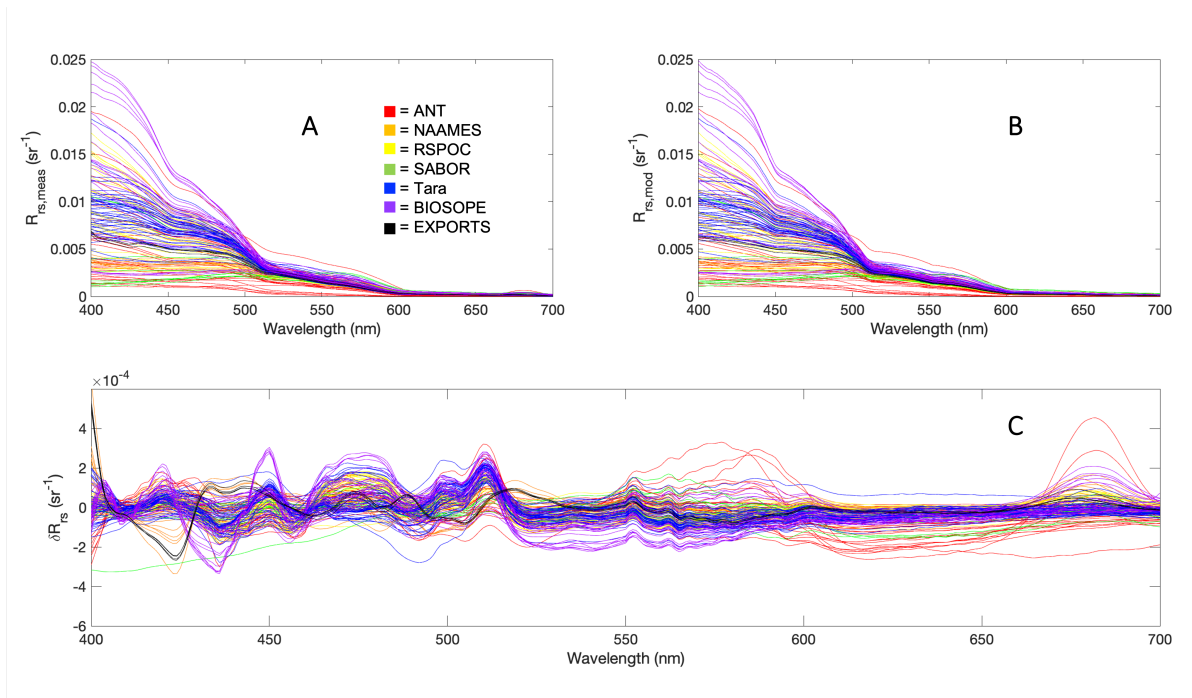 0.025
0.02
0.015
0.01
0.005
0
R_rs,meas (sr⁻¹)
A
= ANT
= NAAMES
= RSPOC
= SABOR
= Tara
= BIOSOPE
= EXPORTS
400 450 500 550 600 650 700
Wavelength (nm)
0.025
0.02
0.015
0.01
0.005
0
R_rs,mod (sr⁻¹)
B
400 450 500 550 600 650 700
Wavelength (nm)
×10⁻⁴
4
2
0
-2
-4
-6
δR_rs (sr⁻¹)
C
400 450 500 550 600 650 700
Wavelength (nm)